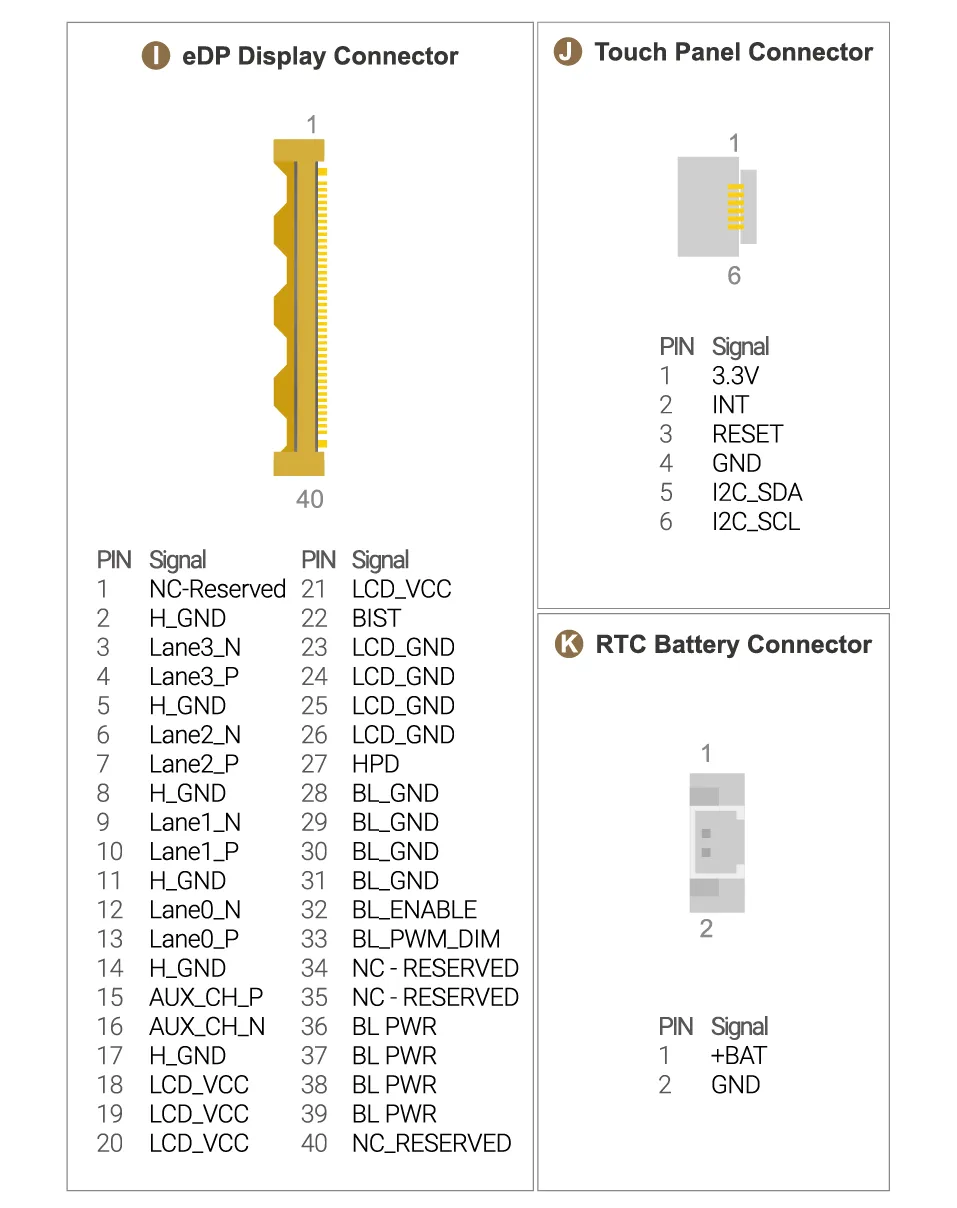 I eDP Display Connector
1
40
PIN Signal PIN Signal
1 NC-Reserved 21 LCD_VCC
2 H_GND 22 BIST
3 Lane3_N 23 LCD_GND
4 Lane3_P 24 LCD_GND
5 H_GND 25 LCD_GND
6 Lane2_N 26 LCD_GND
7 Lane2_P 27 HPD
8 H_GND 28 BL_GND
9 Lane1_N 29 BL_GND
10 Lane1_P 30 BL_GND
11 H_GND 31 BL_GND
12 Lane0_N 32 BL_ENABLE
13 Lane0_P 33 BL_PWM_DIM
14 H_GND 34 NC - RESERVED
15 AUX_CH_P 35 NC - RESERVED
16 AUX_CH_N 36 BL PWR
17 H_GND 37 BL PWR
18 LCD_VCC 38 BL PWR
19 LCD_VCC 39 BL PWR
20 LCD_VCC 40 NC_RESERVED
J Touch Panel Connector
1
6
PIN Signal
1 3.3V
2 INT
3 RESET
4 GND
5 I2C_SDA
6 I2C_SCL
K RTC Battery Connector
1
2
PIN Signal
1 +BAT
2 GND